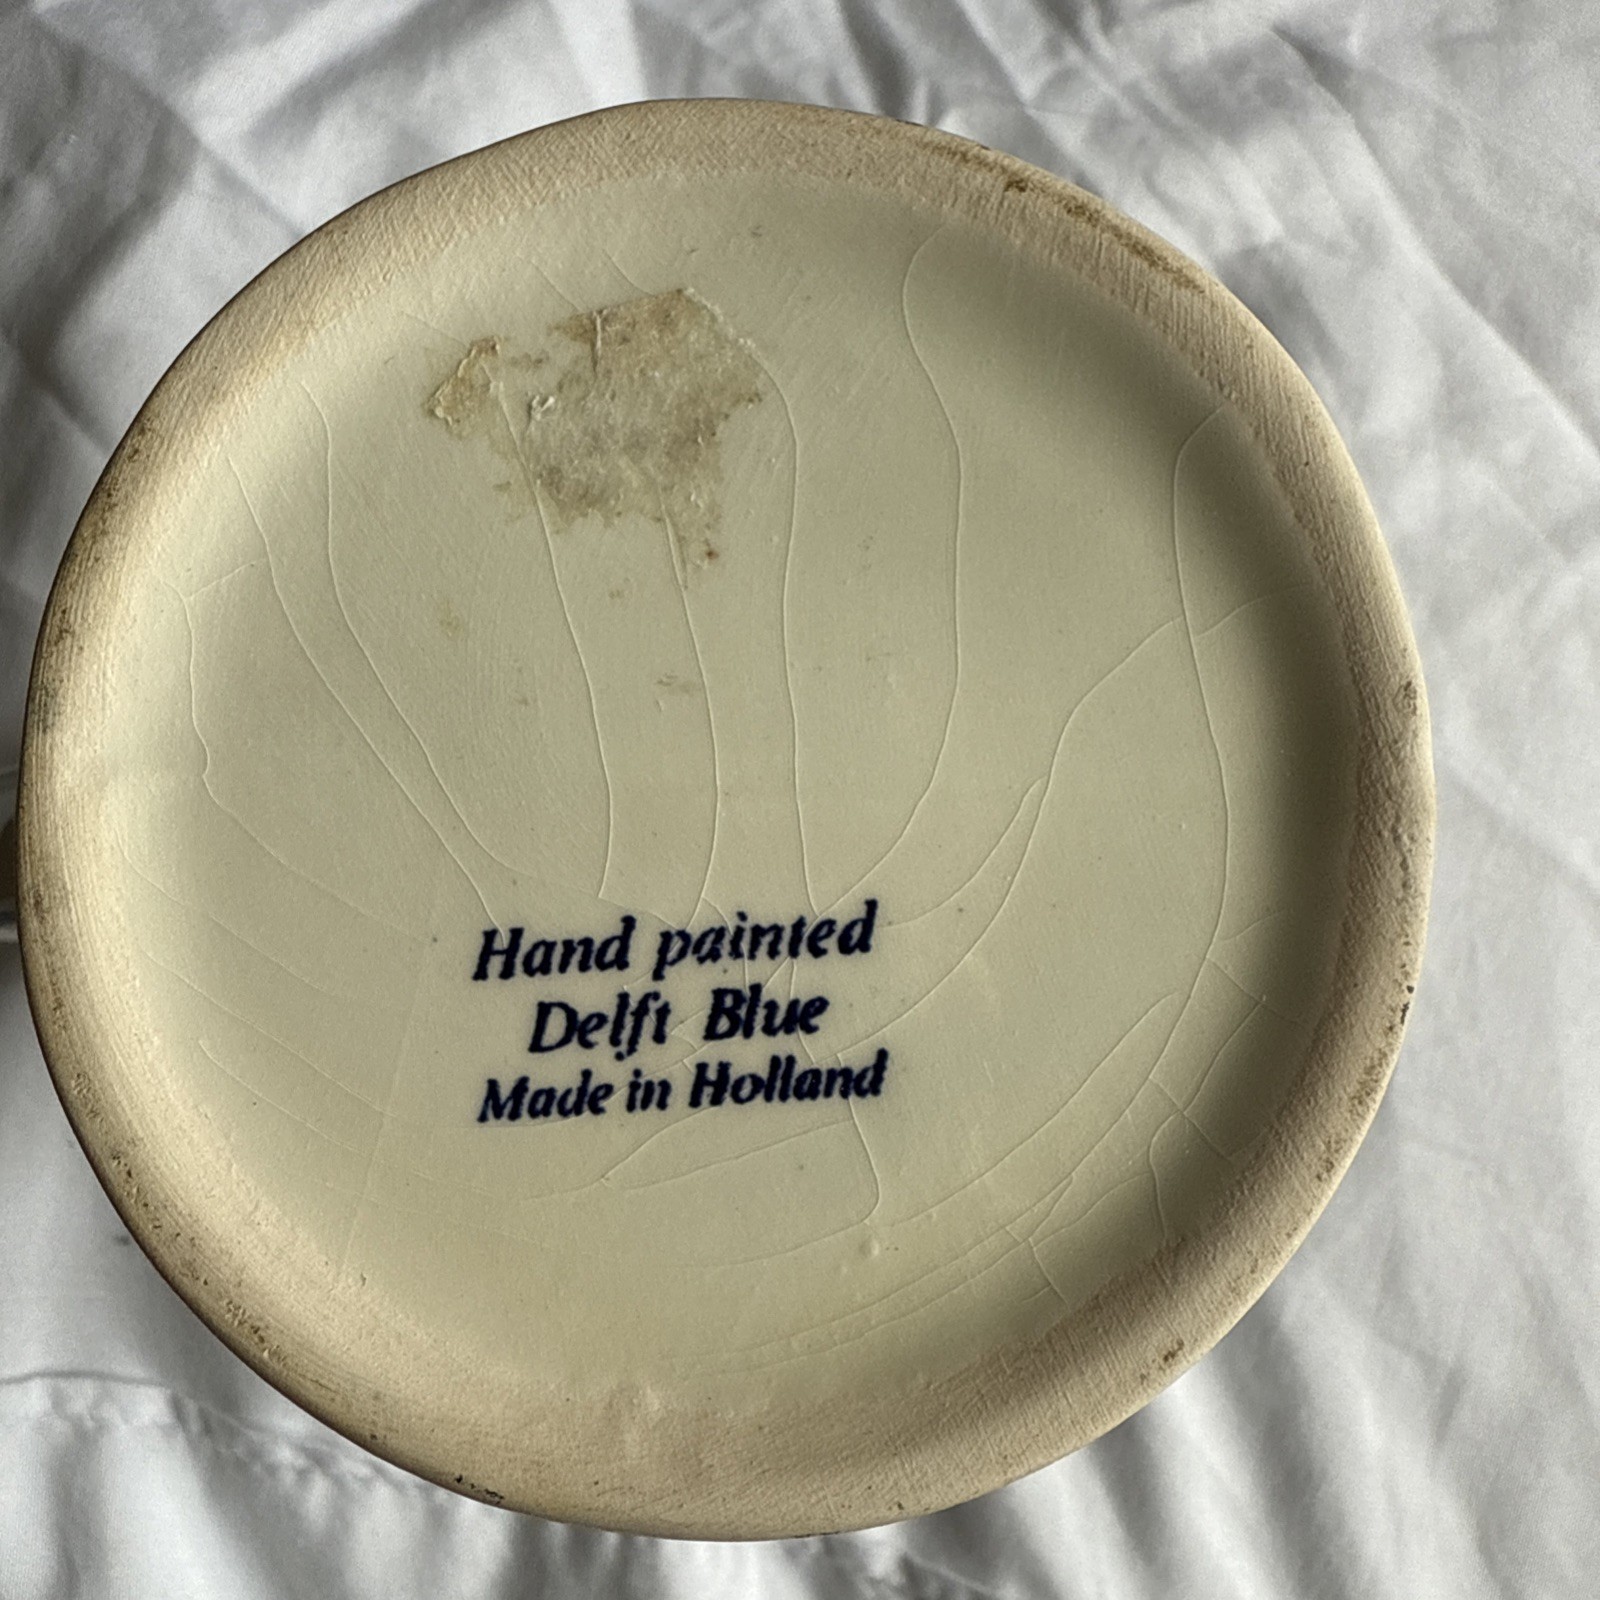 Hand painted
Delft Blue
Made in Holland